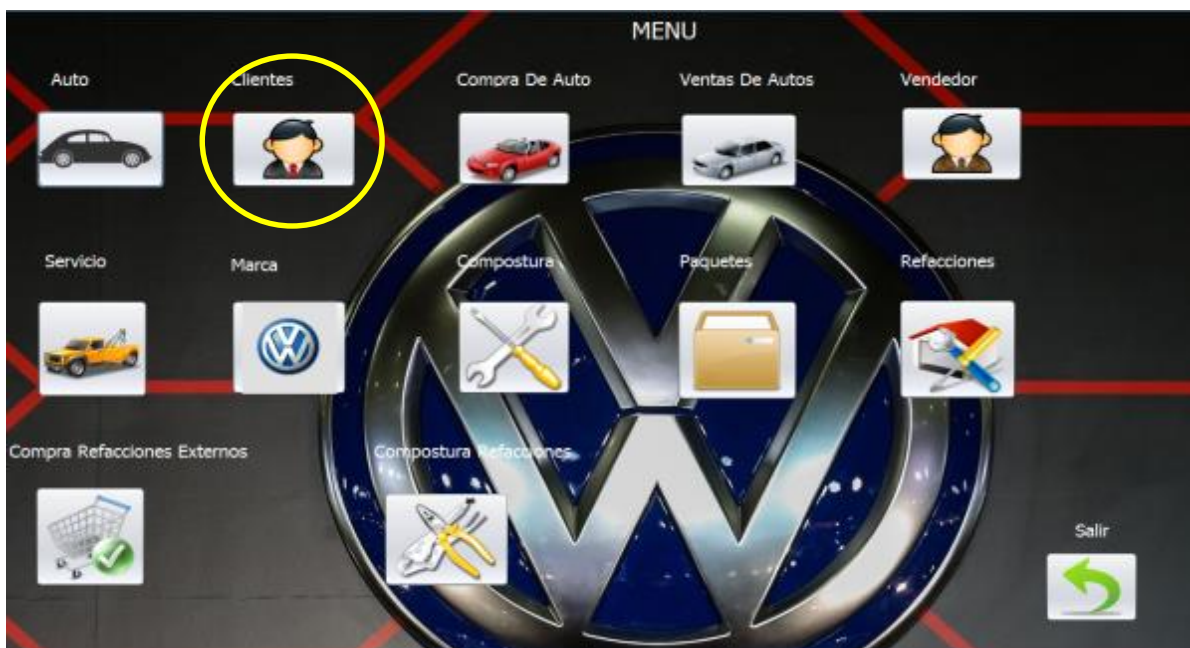 MENU
Auto
Clientes
Compra De Auto
Ventas De Autos
Vendedor
Servicio
Marca
Compostura
Paquetes
Refacciones
Compra Refacciones Externos
Compostura Refacciones
Salir